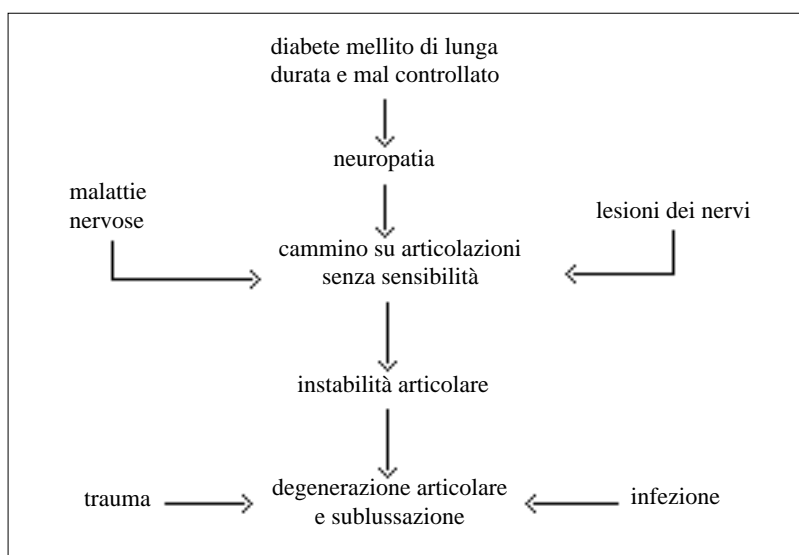 diabete mellito di lunga
durata e mal controllato
neuropatia
malattie
nervose
lesioni dei nervi
cammino su articolazioni
senza sensibilità
instabilità articolare
trauma
degenerazione articolare
e sublussazione
infezione